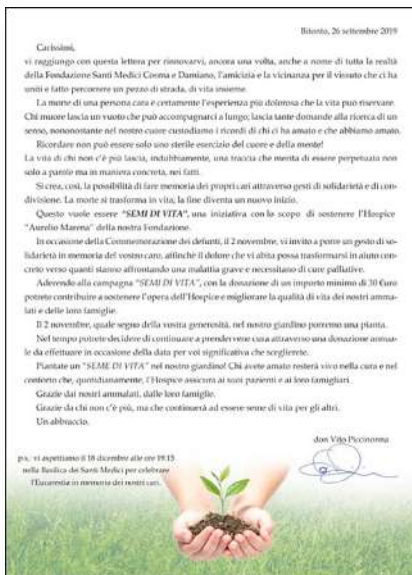 Bitonto, 26 settembre 2019
Carissimi,
vi raggiungo con questa lettera per rinnovarvi, ancora una volta, anche a nome di tutta la realtà
della Fondazione Santi Medici Cosma e Damiano, l'amicizia e la vicinanza per il vissuto che ci ha
uniti e fatto percorrere un pezzo di strada, di vita insieme.
La morte di una persona cara è certamente l'esperienza più dolorosa che la vita può riservare.
Chi muore lascia un vuoto che può accompagnarci a lungo; lascia tante domande alla ricerca di un
senso, nonostante nel nostro cuore custodiamo i ricordi di chi ci ha amato e che abbiamo amato.
Ricordare non può essere solo uno sterile esercizio del cuore e della mente!
La vita di chi non c'è più lascia, indubbiamente, una traccia che merita di essere perpetuata non
solo a parole ma in maniera concreta, nei fatti.
Si crea, così, la possibilità di fare memoria dei propri cari attraverso gesti di solidarietà e di con-
divisione. La morte si trasforma in vita, la fine diventa un nuovo inizio.
Questo vuole essere "SEMI DI VITA", una iniziativa con lo scopo di sostenere l'Hospice
"Aurelio Marena" della nostra Fondazione.
In occasione della Commemorazione dei defunti, il 2 novembre, vi invito a porre un gesto di so-
lidarietà in memoria del vostro caro, affinchè il dolore che vi abita possa trasformarsi in aiuto con-
creto verso quanti stanno affrontando una malattia grave e necessitano di cure palliative.
Aderendo alla campagna "SEMI DI VITA", con la donazione di un importo minimo di 30 Euro
potrete contribuire a sostenere l'opera dell'Hospice e migliorare la qualità di vita dei nostri amma-
lati e delle loro famiglie.
Il 2 novembre, quale segno della vostra generosità, nel nostro giardino porremo una pianta.
Nel tempo potrete decidere di continuare a prendervene cura attraverso una donazione annua-
le da effettuare in occasione della data per voi significativa che sceglierete.
Piantate un "SEME DI VITA" nel nostro giardino! Chi avete amato resterà vivo nella cura e nel
conforto che, quotidianamente, l'Hospice assicura ai suoi pazienti e ai loro famigliari.
Grazie dai nostri ammalati, dalle loro famiglie.
Grazie da chi non c'è più, ma che continuerà ad essere seme di vita per gli altri.
Un abbraccio.
don Vito Piccinonna
p.s.: vi aspettiamo il 18 dicembre alle ore 19.15
nella Basilica dei Santi Medici per celebrare
l'Eucarestia in memoria dei nostri cari.